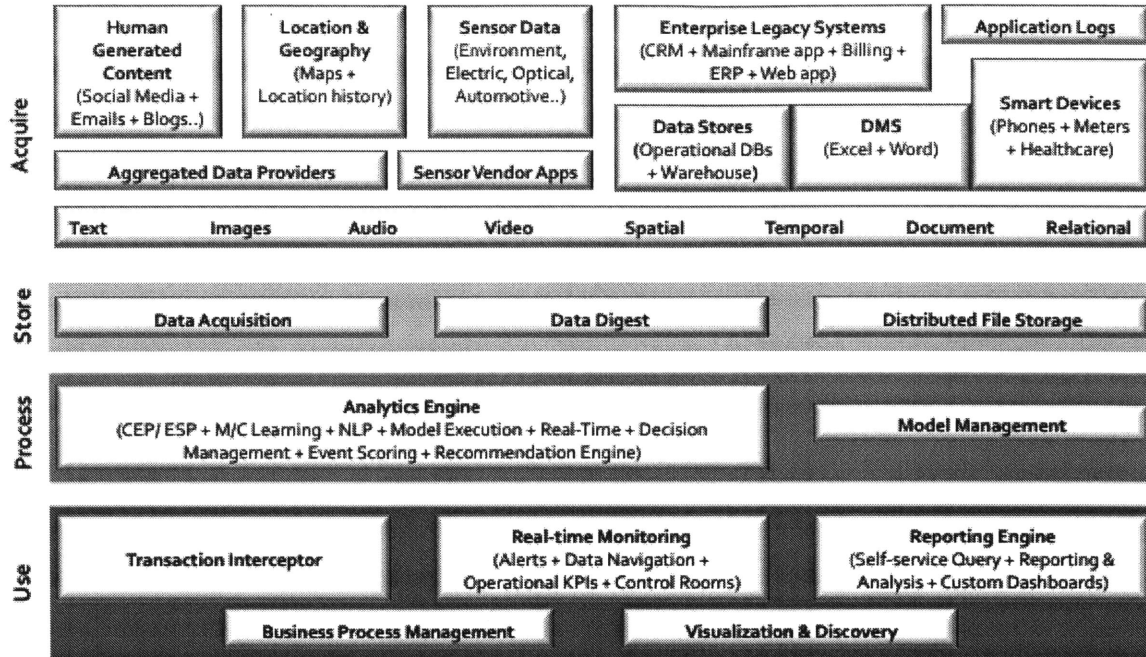 Acquire
Human
Generated
Content
(Social Media +
Emails + Blogs..)
Location &
Geography
(Maps +
Location history)
Sensor Data
(Environment,
Electric, Optical,
Automotive..)
Enterprise Legacy Systems
(CRM + Mainframe app + Billing +
ERP + Web app)
Application Logs
Smart Devices
(Phones + Meters
+ Healthcare)
Data Stores
(Operational DBs
+ Warehouse)
DMS
(Excel + Word)
Aggregated Data Providers
Sensor Vendor Apps
Text Images Audio Video Spatial Temporal Document Relational
Store
Data Acquisition
Data Digest
Distributed File Storage
Process
Analytics Engine
(CEP/ ESP + M/C Learning + NLP + Model Execution + Real-Time + Decision
Management + Event Scoring + Recommendation Engine)
Model Management
Use
Transaction Interceptor
Real-time Monitoring
(Alerts + Data Navigation +
Operational KPIs + Control Rooms)
Reporting Engine
(Self-service Query + Reporting &
Analysis + Custom Dashboards)
Business Process Management
Visualization & Discovery